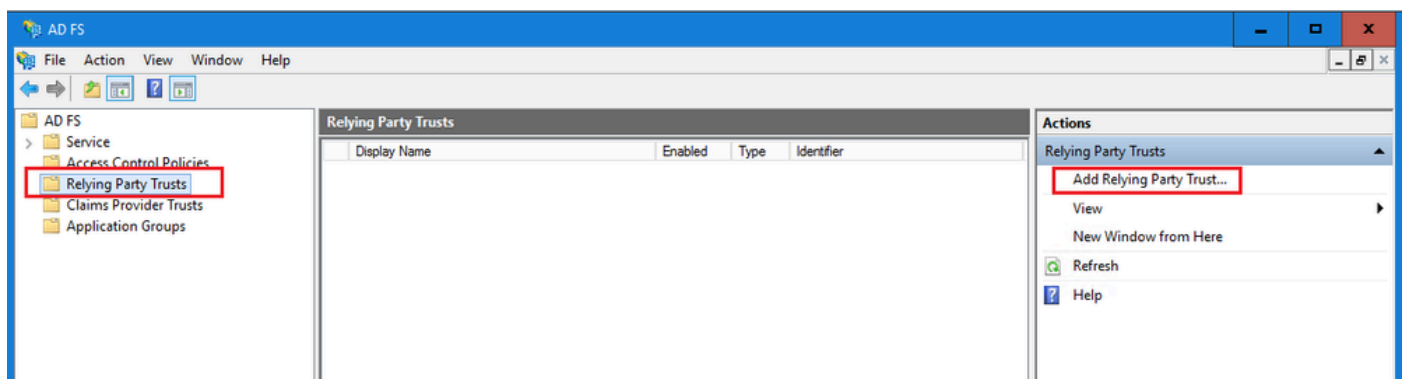 AD FS
File Action View Window Help
AD FS
Service
Access Control Policies
Relying Party Trusts
Claims Provider Trusts
Application Groups
Relying Party Trusts
Display Name Enabled Type Identifier
Actions
Relying Party Trusts
Add Relying Party Trust...
View
New Window from Here
Refresh
Help